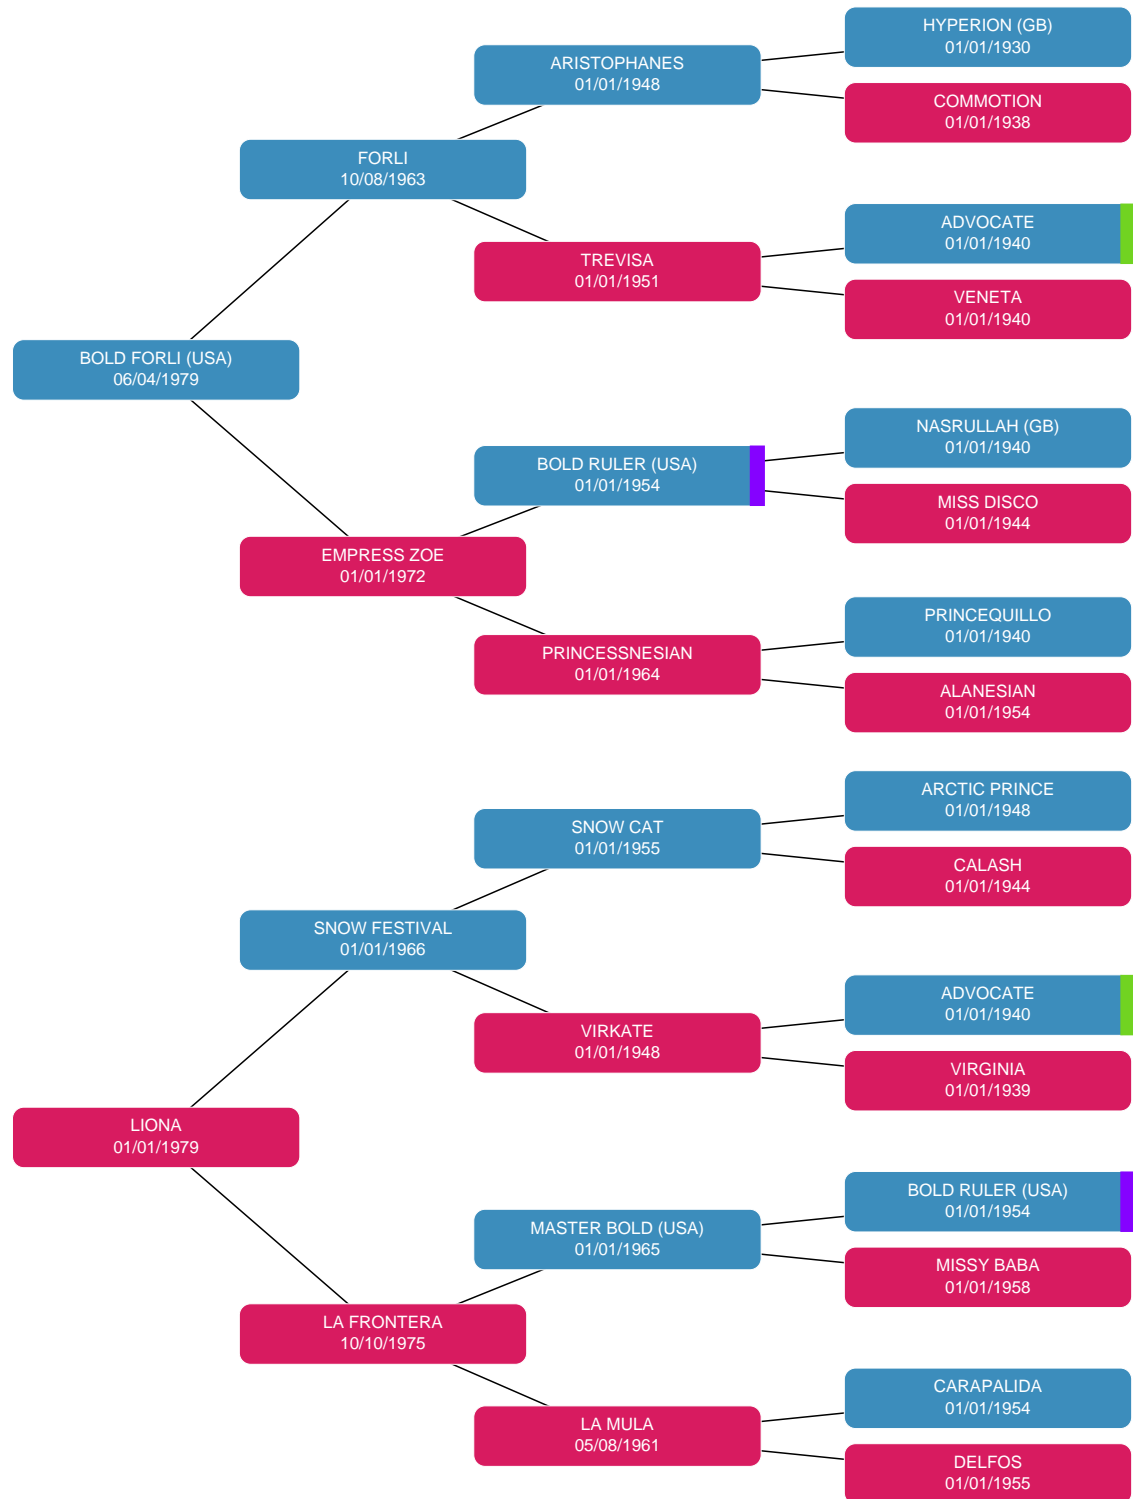 HYPERION (GB)
01/01/1930
ARISTOPHANES
01/01/1948
COMMOTION
01/01/1938
FORLI
10/08/1963
ADVOCATE
01/01/1940
TREVISA
01/01/1951
VENETA
01/01/1940
BOLD FORLI (USA)
06/04/1979
NASRULLAH (GB)
01/01/1940
BOLD RULER (USA)
01/01/1954
MISS DISCO
01/01/1944
EMPRESS ZOE
01/01/1972
PRINCEQUILLO
01/01/1940
PRINCESSNESIAN
01/01/1964
ALANESIAN
01/01/1954
ARCTIC PRINCE
01/01/1948
SNOW CAT
01/01/1955
CALASH
01/01/1944
SNOW FESTIVAL
01/01/1966
ADVOCATE
01/01/1940
VIRKATE
01/01/1948
VIRGINIA
01/01/1939
LIONA
01/01/1979
BOLD RULER (USA)
01/01/1954
MASTER BOLD (USA)
01/01/1965
MISSY BABA
01/01/1958
LA FRONTERA
10/10/1975
CARAPALIDA
01/01/1954
LA MULA
05/08/1961
DELFOS
01/01/1955